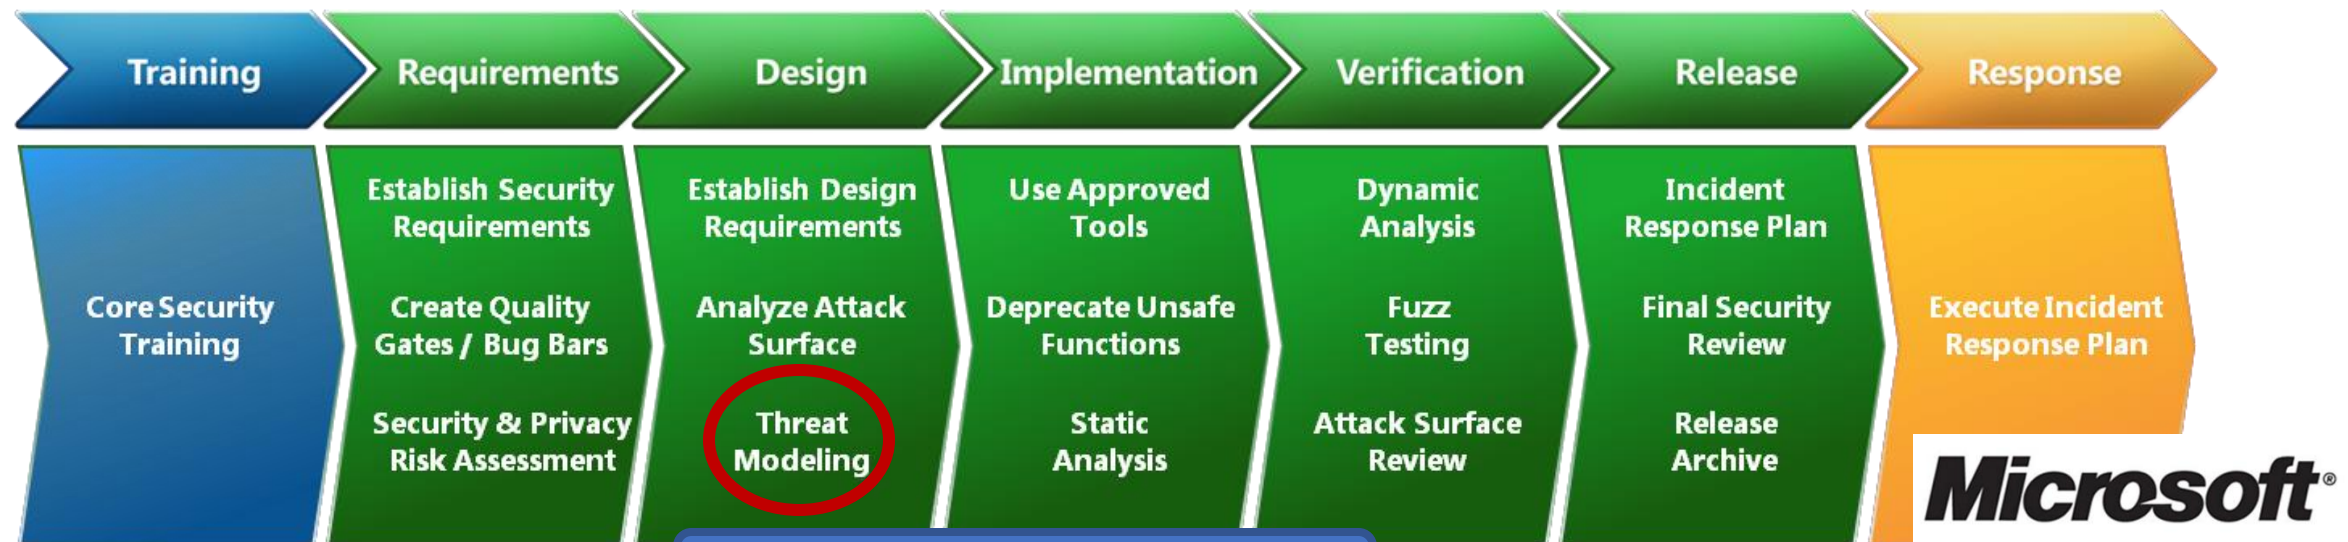 Training
Requirements
Design
Implementation
Verification
Release
Response
Core Security
Training
Establish Security
Requirements
Create Quality
Gates / Bug Bars
Security & Privacy
Risk Assessment
Establish Design
Requirements
Analyze Attack
Surface
Threat
Modeling
Use Approved
Tools
Deprecate Unsafe
Functions
Static
Analysis
Dynamic
Analysis
Fuzz
Testing
Attack Surface
Review
Incident
Response Plan
Final Security
Review
Release
Archive
Execute Incident
Response Plan
Microsoft®